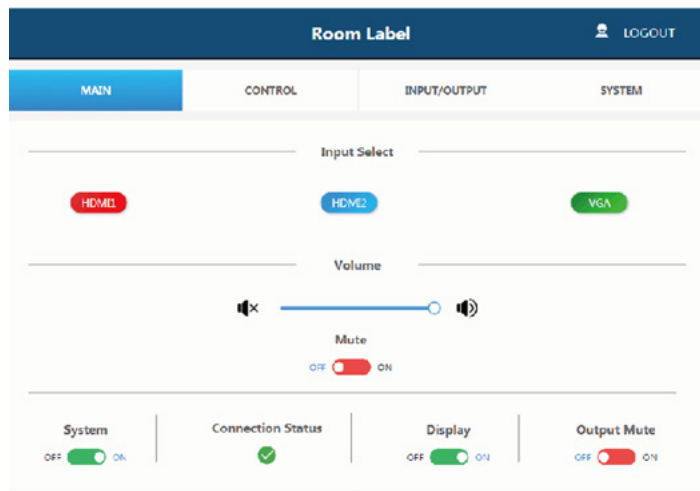 Room Label
LOGOUT
MAIN CONTROL INPUT/OUTPUT SYSTEM
Input Select
HDMI1 HDMI2 VGA
Volume
Mute
OFF ON
System Connection Status Display Output Mute
OFF ON OFF ON OFF ON